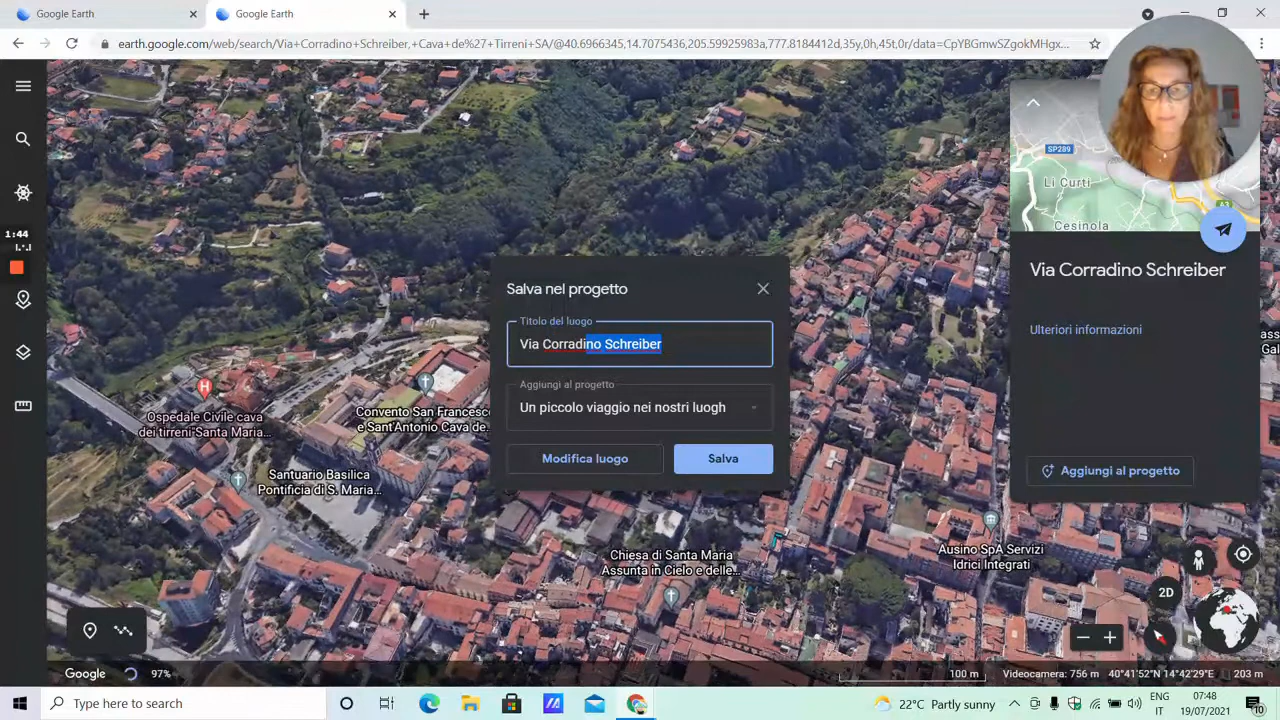 Google Earth
Google Earth
earth.google.com/web/search/Via+Corradino+Schreiber,+Cava+de%27+Tirreni+SA/@40.6966345,14.7075436,205.59925983a,777.8184412d,35y,0h,45t,0r/data=CpYBGmwSZgokMHgx...
1:44
SP289
Li Curti
A3
Cesinola
Via Corradino Schreiber
Ulteriori informazioni
Aggiungi al progetto
Salva nel progetto
Titolo del luogo
Via Corradino Schreiber
Aggiungi al progetto
Un piccolo viaggio nei nostri luogh
Modifica luogo
Salva
H
Ospedale Civile cava
dei tirreni-Santa Maria...
Convento San Francesco
e Sant'Antonio Cava de...
Santuario Basilica
Pontificia di S. Maria...
Chiesa di Santa Maria
Assunta in Cielo e delle...
Ausino SpA Servizi
Idrici Integrati
ass
Gal
2D
Google
97%
100 m
Videocamera: 756 m
40°41'52"N 14°42'29"E
203 m
Type here to search
22°C Partly sunny
ENG
IT
07:48
19/07/2021
10